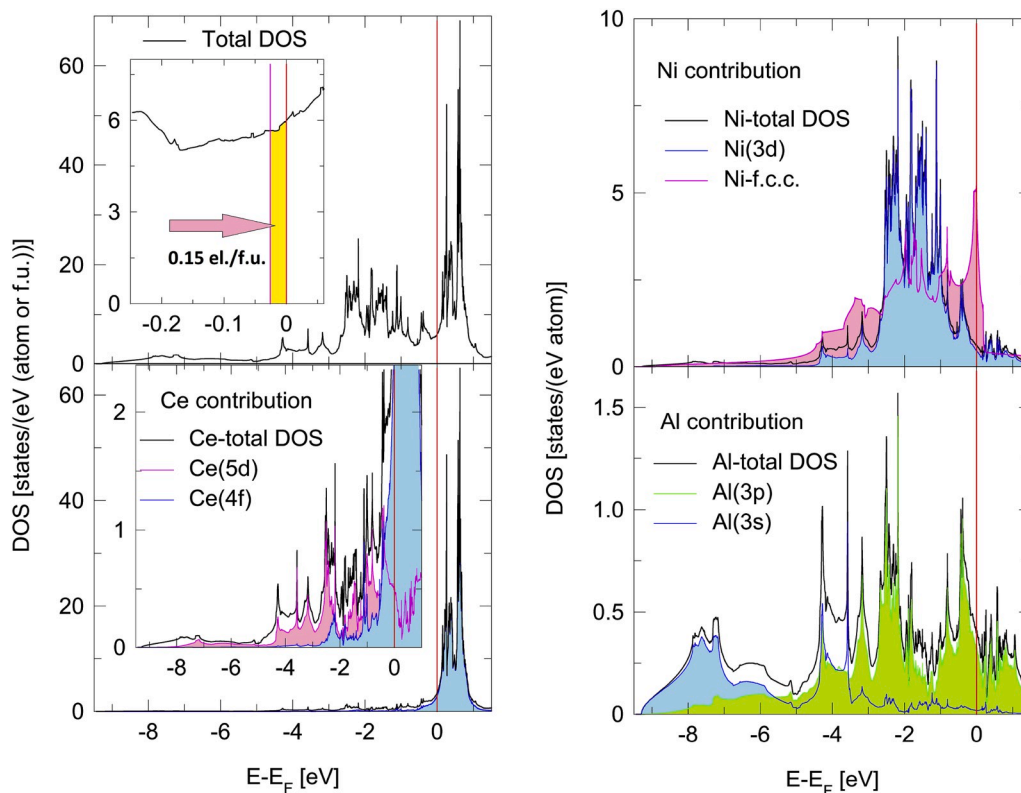 Total DOS
60
40
20
0
6
3
0
-0.2
-0.1
0
0.15 el./f.u.
DOS [states/(eV (atom or f.u.))]
Ce contribution
Ce-total DOS
Ce(5d)
Ce(4f)
60
40
20
0
2
1
0
-8
-6
-4
-2
0
-8
-6
-4
-2
0
E-E_F [eV]
10
5
0
Ni contribution
Ni-total DOS
Ni(3d)
Ni-f.c.c.
DOS [states/(eV atom)]
1.5
1.0
0.5
0.0
Al contribution
Al-total DOS
Al(3p)
Al(3s)
-8
-6
-4
-2
0
E-E_F [eV]